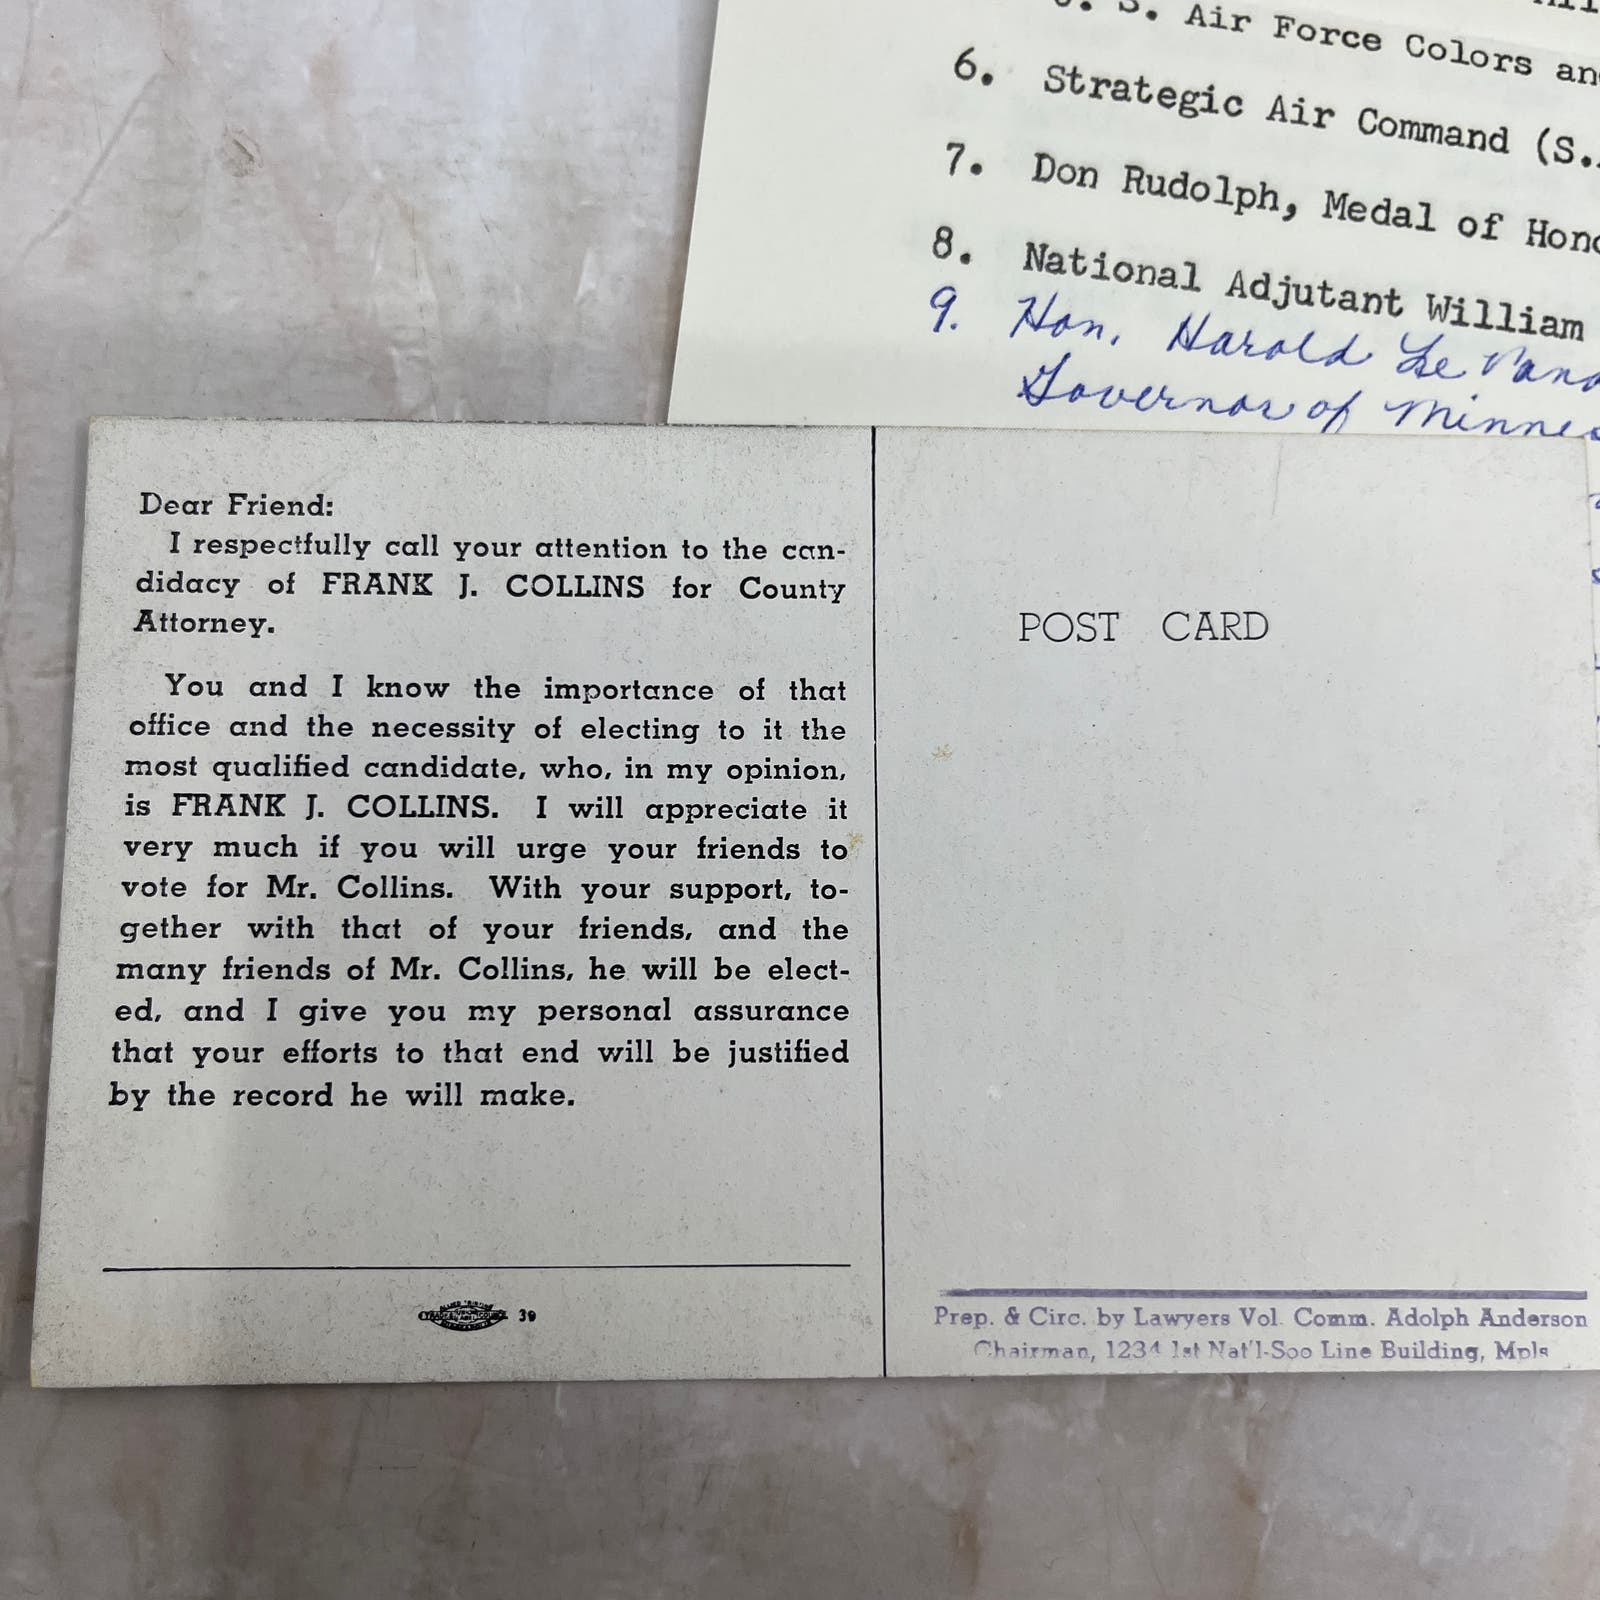 S. Air Force Colors
6. Strategic Air Command
7. Don Rudolph, Medal of
8. National Adjutant William
9. Hon. Harold Le
Governor of
Dear Friend:
I respectfully call your attention to the can-
didacy of FRANK J. COLLINS for County
Attorney.
You and I know the importance of that
office and the necessity of electing to it the
most qualified candidate, who, in my opinion,
is FRANK J. COLLINS. I will appreciate it
very much if you will urge your friends to
vote for Mr. Collins. With your support, to-
gether with that of your friends, and the
many friends of Mr. Collins, he will be elect-
ed, and I give you my personal assurance
that your efforts to that end will be justified
by the record he will make.
39
POST CARD
Prep. & Circ. by Lawyers Vol. Comm. Adolph Anderson
Chairman, 1234 1st Nat'l-Soo Line Building, Mpls